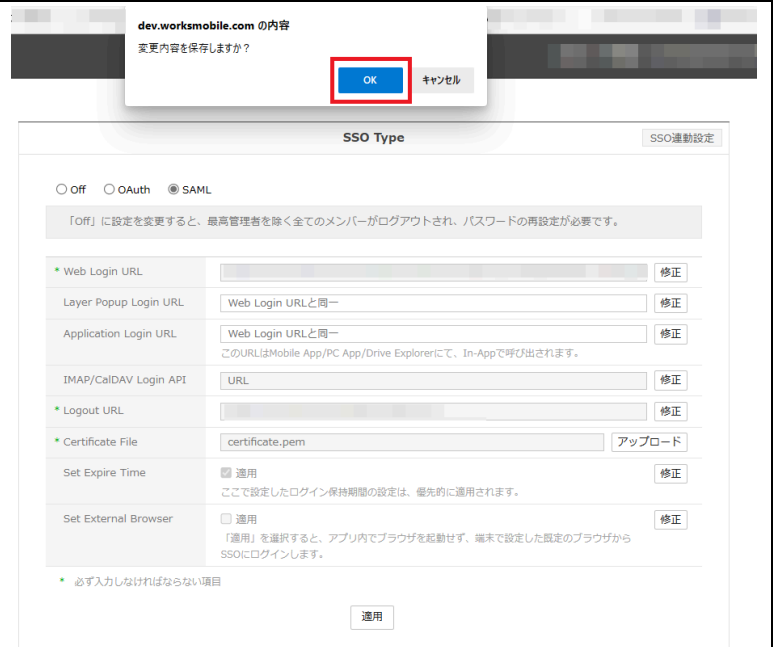 dev.worksmobile.com の内容
変更内容を保存しますか？
OK
キャンセル
SSO Type
SSO連動設定
Off
OAuth
SAML
「Off」に設定を変更すると、最高管理者を除く全てのメンバーがログアウトされ、パスワードの再設定が必要です。
* Web Login URL
修正
Layer Popup Login URL
Web Login URLと同一
修正
Application Login URL
Web Login URLと同一
修正
このURLはMobile App/PC App/Drive Explorerにて、In-Appで呼び出されます。
IMAP/CalDAV Login API
URL
修正
* Logout URL
修正
* Certificate File
certificate.pem
アップロード
Set Expire Time
適用
修正
ここで設定したログイン保持期間の設定は、優先的に適用されます。
Set External Browser
適用
修正
「適用」を選択すると、アプリ内でブラウザを起動せず、端末で設定した既定のブラウザから
SSOにログインします。
* 必ず入力しなければならない項目
適用